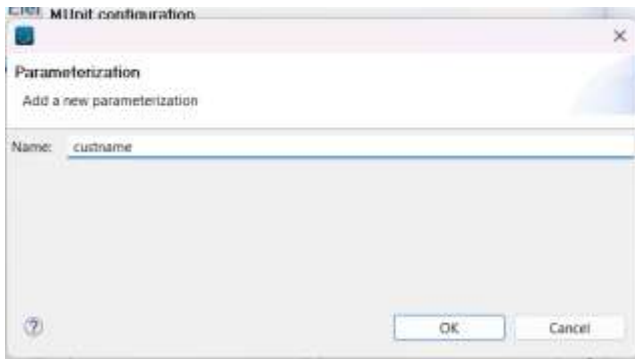 MUnit configuration
Parameterization
Add a new parameterization
Name: custname
OK Cancel